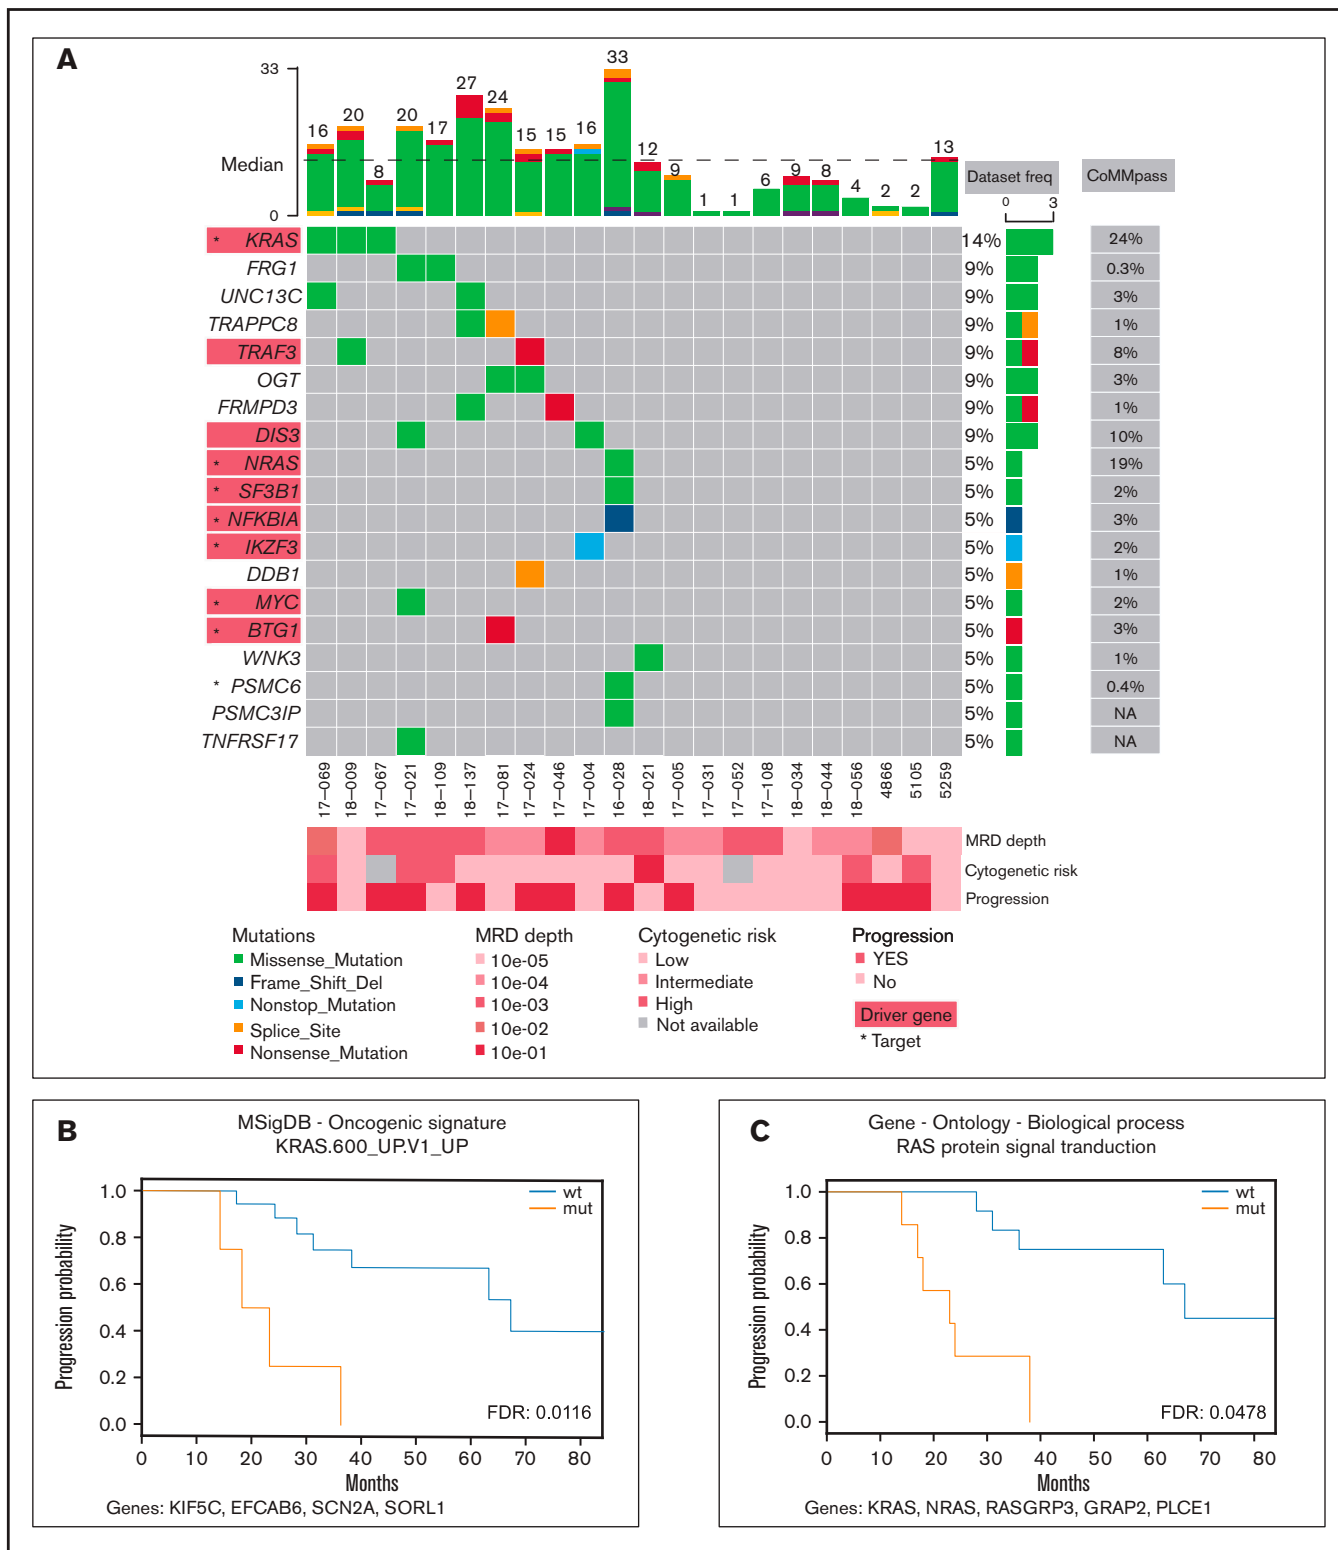 A
33
Median
0
16
20
8
20
17
27
24
15
15
16
33
12
9
1
1
6
9
8
4
2
2
13
Dataset freq
CoMMpass
0 3
* KRAS 14% 24%
FRG1 9% 0.3%
UNC13C 9% 3%
TRAPPC8 9% 1%
TRAF3 9% 8%
OGT 9% 3%
FRMPD3 9% 1%
DIS3 9% 10%
* NRAS 5% 19%
* SF3B1 5% 2%
* NFKBIA 5% 3%
* IKZF3 5% 2%
DDB1 5% 1%
* MYC 5% 2%
* BTG1 5% 3%
WNK3 5% 1%
* PSMC6 5% 0.4%
PSMC3IP 5% NA
TNFRSF17 5% NA
17–069
18–009
17–067
17–021
18–109
18–137
17–081
17–024
17–046
17–004
16–028
18–021
17–005
17–031
17–052
17–108
18–034
18–044
18–056
4866
5105
5259
MRD depth
Cytogenetic risk
Progression
Mutations
Missense_Mutation
Frame_Shift_Del
Nonstop_Mutation
Splice_Site
Nonsense_Mutation
MRD depth
10e-05
10e-04
10e-03
10e-02
10e-01
Cytogenetic risk
Low
Intermediate
High
Not available
Progression
YES
No
Driver gene
* Target
B
MSigDB - Oncogenic signature
KRAS.600_UP.V1_UP
Progression probability
1.0
0.8
0.6
0.4
0.2
0.0
wt
mut
FDR: 0.0116
0 10 20 30 40 50 60 70 80
Months
Genes: KIF5C, EFCAB6, SCN2A, SORL1
C
Gene - Ontology - Biological process
RAS protein signal tranduction
Progression probability
1.0
0.8
0.6
0.4
0.2
0.0
wt
mut
FDR: 0.0478
0 10 20 30 40 50 60 70 80
Months
Genes: KRAS, NRAS, RASGRP3, GRAP2, PLCE1